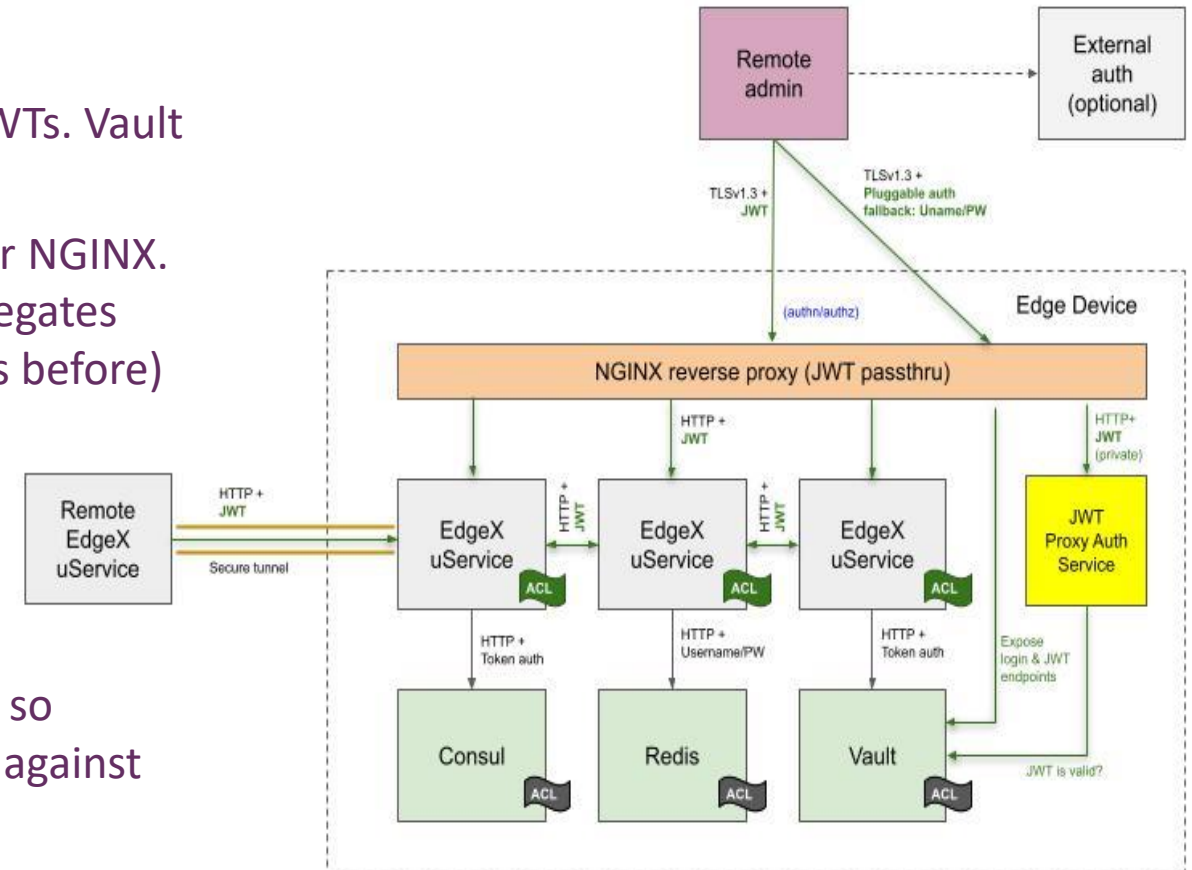 WTs. Vault
r NGINX.
egates
s before)
so
against
Remote
admin
External
auth
(optional)
TLSv1.3 +
JWT
TLSv1.3 +
Pluggable auth
fallback: Uname/PW
(authn/authz)
Edge Device
NGINX reverse proxy (JWT passthru)
HTTP +
JWT
HTTP+
JWT
(private)
Remote
EdgeX
uService
HTTP +
JWT
Secure tunnel
EdgeX
uService
ACL
HTTP +
JWT
EdgeX
uService
ACL
HTTP +
JWT
EdgeX
uService
ACL
JWT
Proxy Auth
Service
HTTP +
Token auth
HTTP +
Username/PW
HTTP +
Token auth
Expose
login & JWT
endpoints
Consul
ACL
Redis
ACL
Vault
ACL
JWT is valid?